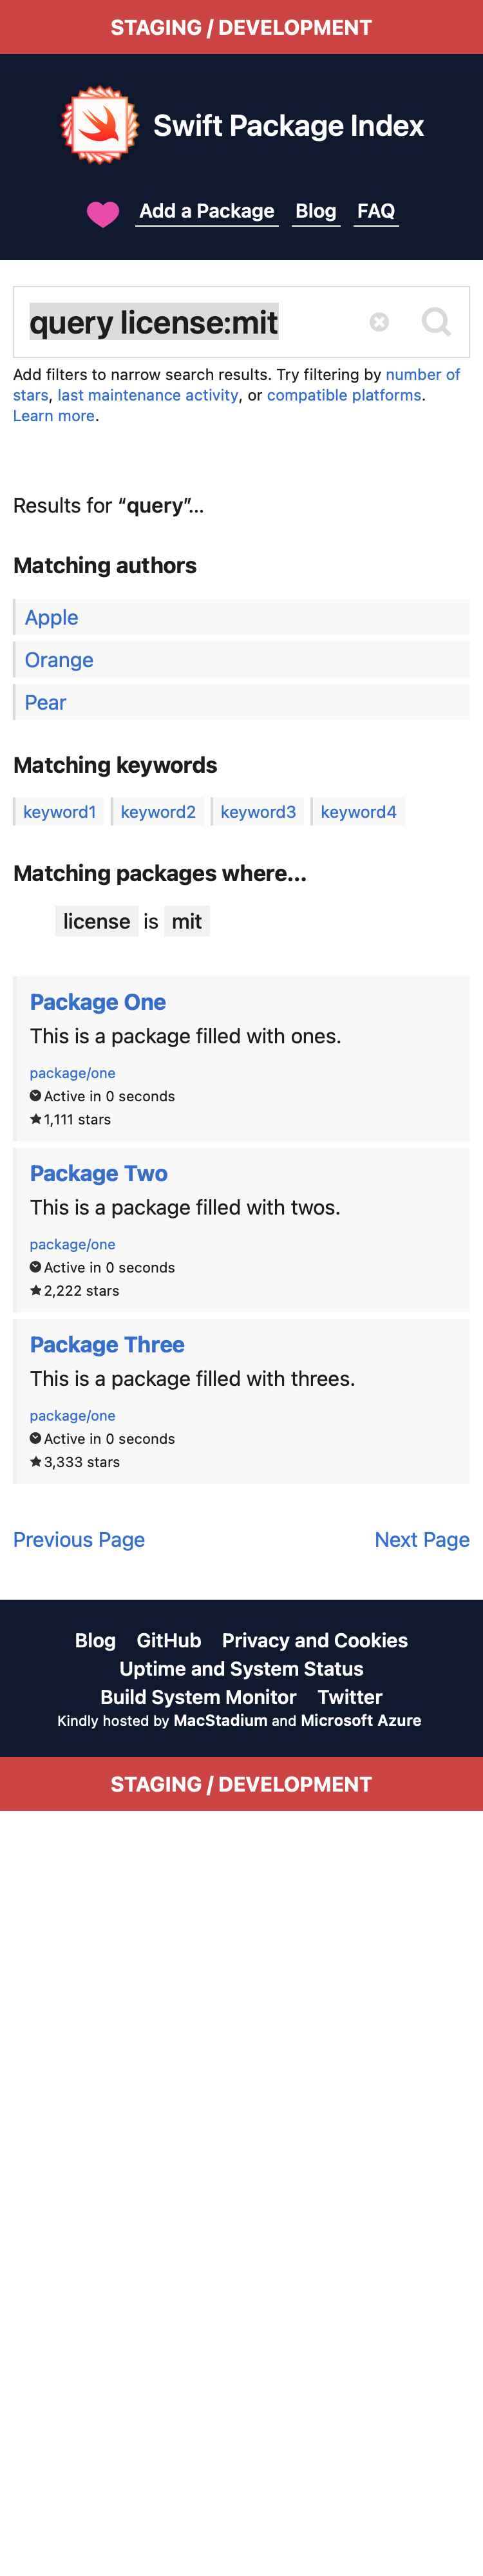 STAGING / DEVELOPMENT
Swift Package Index
Add a Package Blog FAQ
query license:mit
Add filters to narrow search results. Try filtering by number of
stars, last maintenance activity, or compatible platforms.
Learn more.
Results for “query”…
Matching authors
Apple
Orange
Pear
Matching keywords
keyword1 keyword2 keyword3 keyword4
Matching packages where…
license is mit
Package One
This is a package filled with ones.
package/one
Active in 0 seconds
1,111 stars
Package Two
This is a package filled with twos.
package/one
Active in 0 seconds
2,222 stars
Package Three
This is a package filled with threes.
package/one
Active in 0 seconds
3,333 stars
Previous Page Next Page
Blog GitHub Privacy and Cookies
Uptime and System Status
Build System Monitor Twitter
Kindly hosted by MacStadium and Microsoft Azure
STAGING / DEVELOPMENT